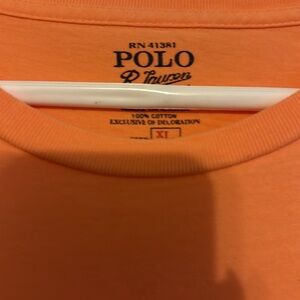 RN 41381
POLO
R. Lauren
100% COTTON
EXCLUSIVE OF DECORATION
XL